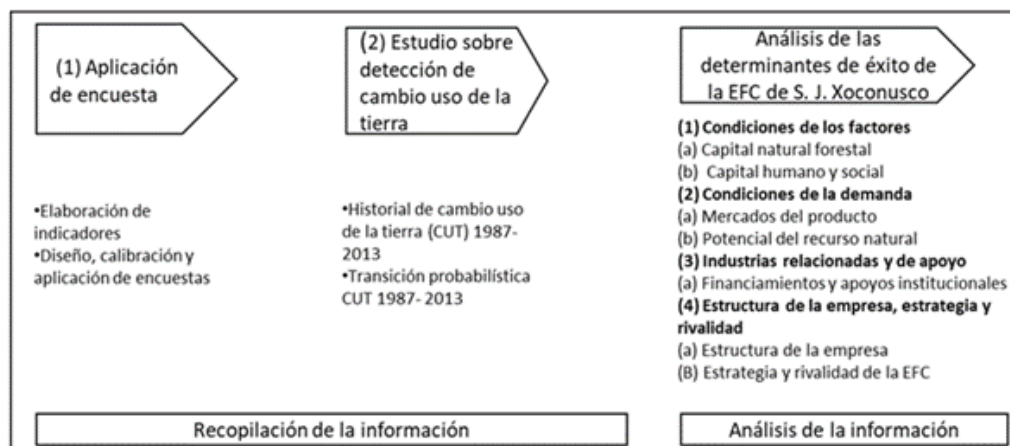 (1) Aplicación
de encuesta
(2) Estudio sobre
detección de
cambio uso de la
tierra
Análisis de las
determinantes de éxito de
la EFC de S. J. Xoconusco
•Elaboración de
indicadores
•Diseño, calibración y
aplicación de encuestas
•Historial de cambio uso
de la tierra (CUT) 1987-
2013
•Transición probabilística
CUT 1987- 2013
(1) Condiciones de los factores
(a) Capital natural forestal
(b) Capital humano y social
(2) Condiciones de la demanda
(a) Mercados del producto
(b) Potencial del recurso natural
(3) Industrias relacionadas y de apoyo
(a) Financiamientos y apoyos institucionales
(4) Estructura de la empresa, estrategia y
rivalidad
(a) Estructura de la empresa
(B) Estrategia y rivalidad de la EFC
Recopilación de la información
Análisis de la información